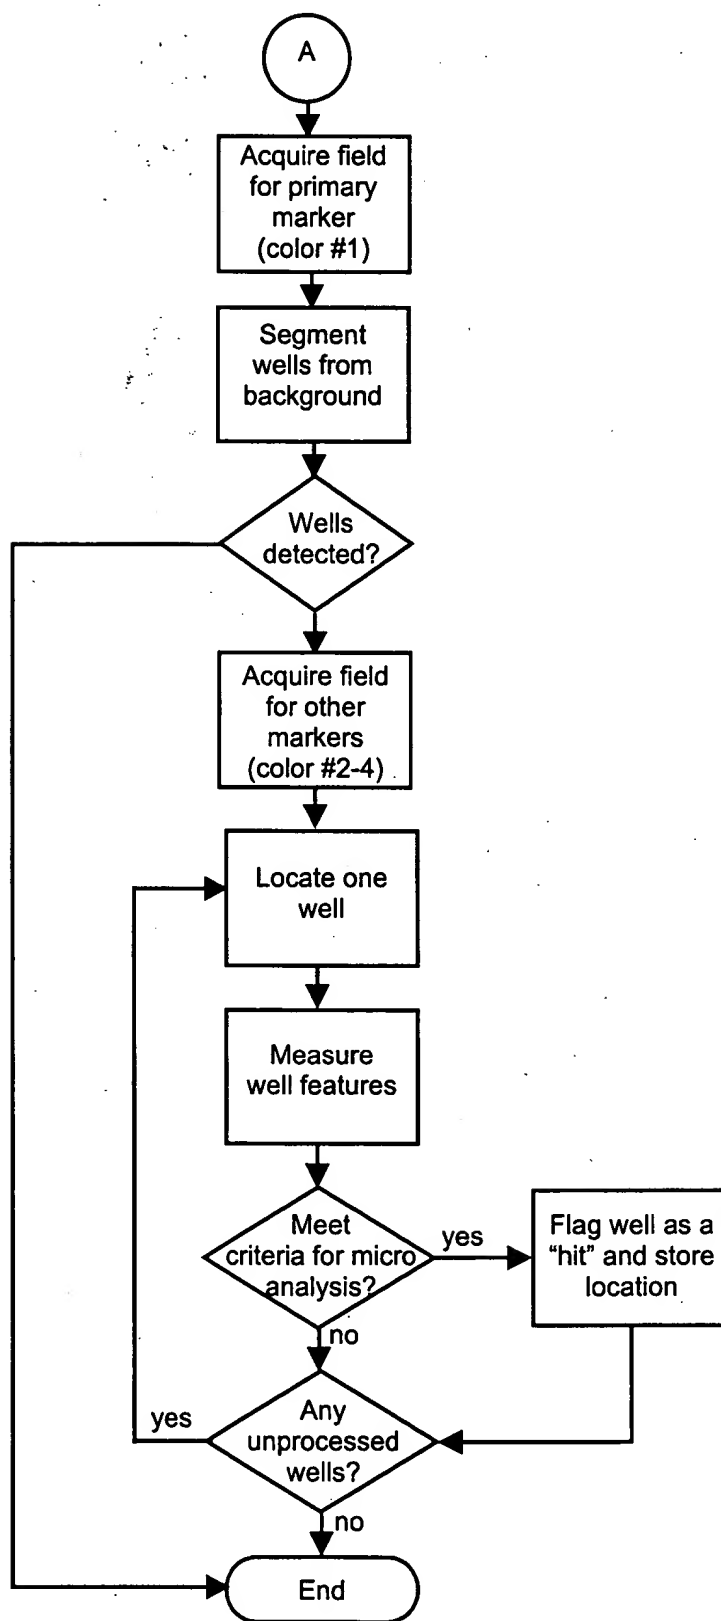 A
Acquire field
for primary
marker
(color #1)
Segment
wells from
background
Wells
detected?
Acquire field
for other
markers
(color #2-4)
Locate one
well
Measure
well features
Meet
criteria for micro
analysis?
yes
Flag well as a
“hit” and store
location
no
yes
Any
unprocessed
wells?
no
End